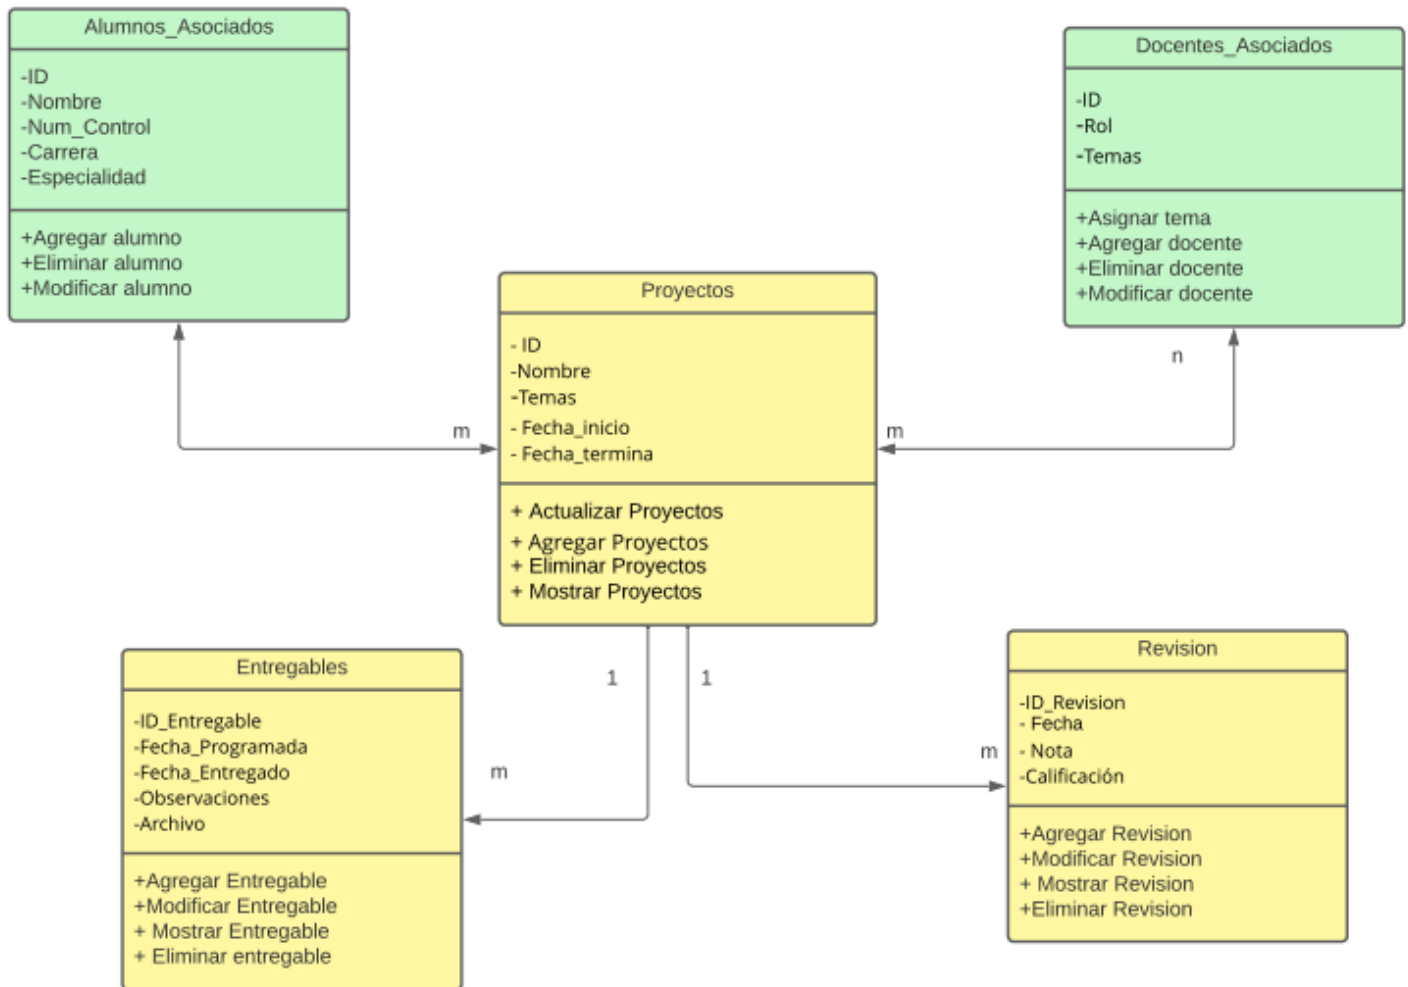 Alumnos_Asociados
-ID
-Nombre
-Num_Control
-Carrera
-Especialidad
+Agregar alumno
+Eliminar alumno
+Modificar alumno
Docentes_Asociados
-ID
-Rol
-Temas
+Asignar tema
+Agregar docente
+Eliminar docente
+Modificar docente
n
m
m
Proyectos
- ID
-Nombre
-Temas
- Fecha_inicio
- Fecha_termina
+ Actualizar Proyectos
+ Agregar Proyectos
+ Eliminar Proyectos
+ Mostrar Proyectos
1
1
m
m
Entregables
-ID_Entregable
-Fecha_Programada
-Fecha_Entregado
-Observaciones
-Archivo
+Agregar Entregable
+Modificar Entregable
+ Mostrar Entregable
+ Eliminar entregable
Revision
-ID_Revision
- Fecha
- Nota
-Calificación
+Agregar Revision
+Modificar Revision
+ Mostrar Revision
+Eliminar Revision